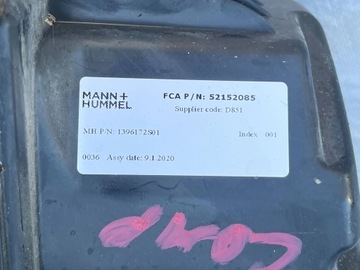 MANN+
HUMMEL
FCA P/N: 52152085
Supplier code: D851
MH P/N: 1396172S01
Index 001
0036 Assy date: 9.1.2020